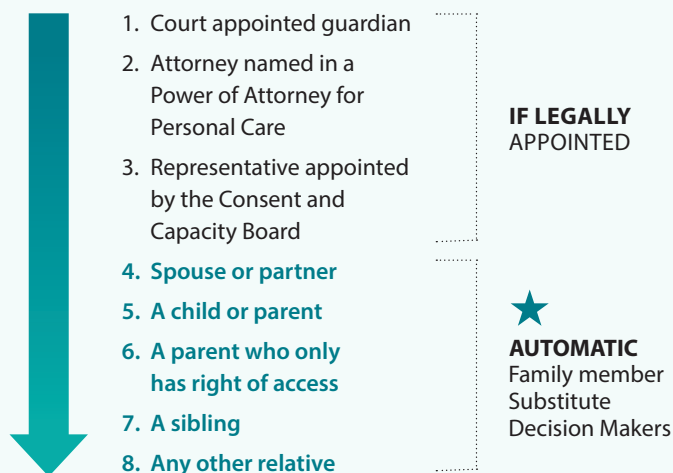 1. Court appointed guardian
2. Attorney named in a
Power of Attorney for
Personal Care
3. Representative appointed
by the Consent and
Capacity Board
4. Spouse or partner
5. A child or parent
6. A parent who only
has right of access
7. A sibling
8. Any other relative
IF LEGALLY
APPOINTED
AUTOMATIC
Family member
Substitute
Decision Makers